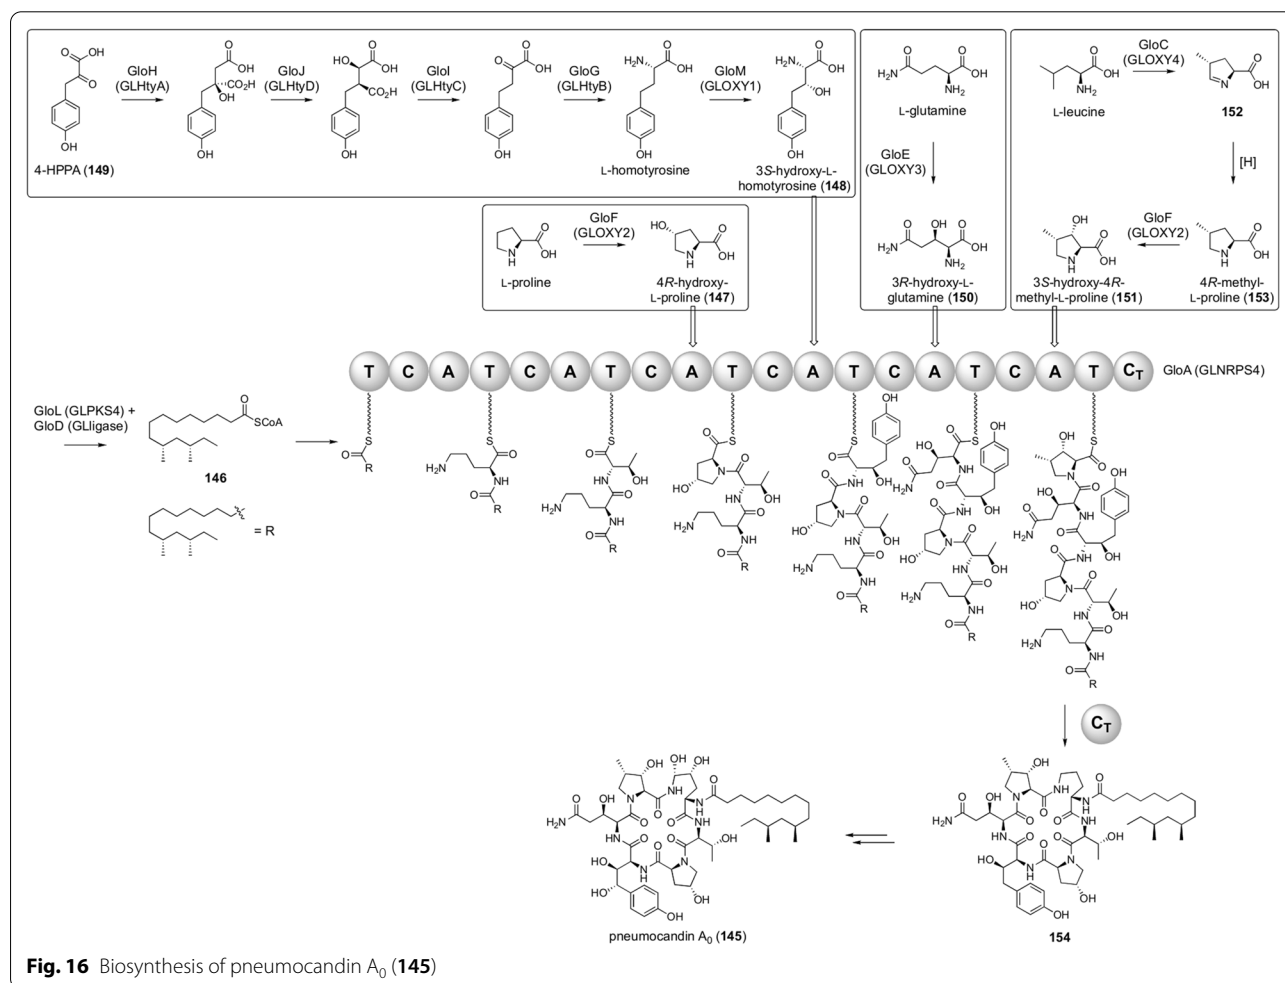 GloH
(GLHtyA)
GloJ
(GLHtyD)
GloI
(GLHtyC)
GloG
(GLHtyB)
GloM
(GLOXY1)
4-HPPA (149)
L-homotyrosine
3S-hydroxy-L-
homotyrosine (148)
L-glutamine
GloE
(GLOXY3)
3R-hydroxy-L-
glutamine (150)
L-leucine
GloC
(GLOXY4)
152
[H]
GloF
(GLOXY2)
3S-hydroxy-4R-
methyl-L-proline (151)
4R-methyl-
L-proline (153)
L-proline
GloF
(GLOXY2)
4R-hydroxy-
L-proline (147)
T C A T C A T C A T C A T C A T C A T CT
GloA (GLNRPS4)
GloL (GLPKS4) +
GloD (GLligase)
SCoA
146
= R
CT
pneumocandin A0 (145)
154
Fig. 16 Biosynthesis of pneumocandin A0 (145)